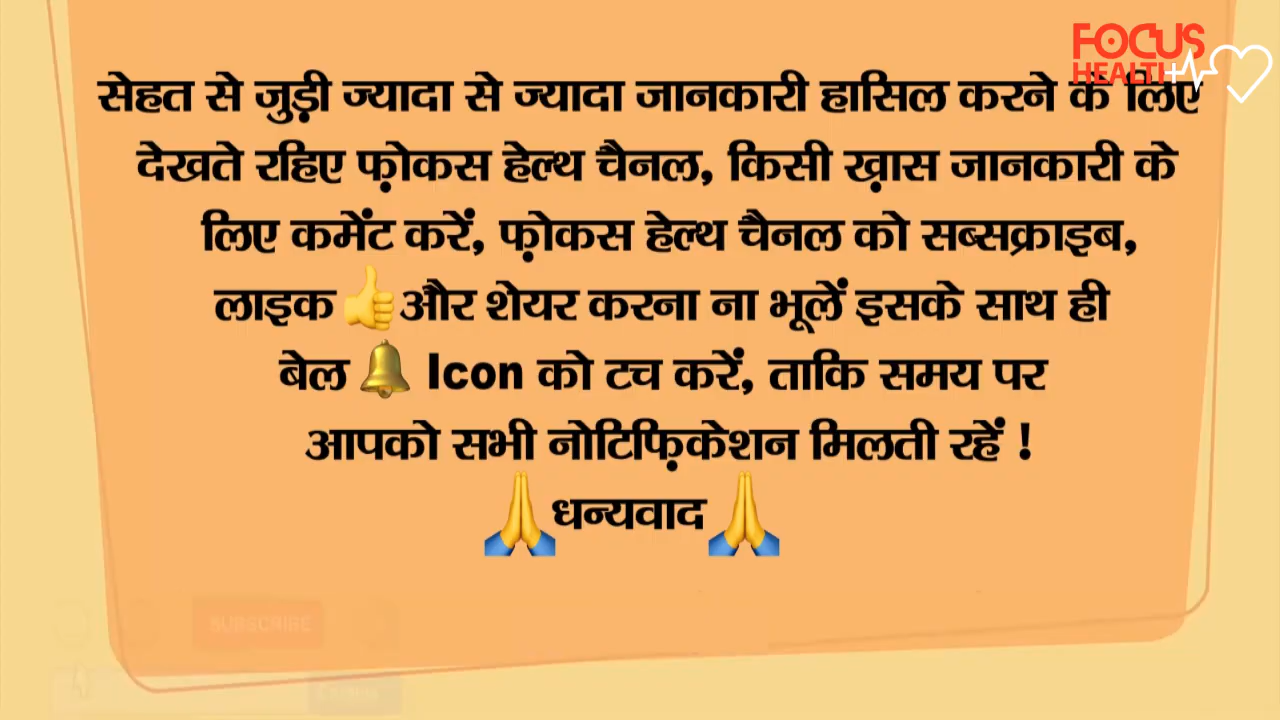 FOCUS
HEALTH
सेहत से जुड़ी ज्यादा से ज्यादा जानकारी हासिल करने के लिए
देखते रहिए फ़ोकस हेल्थ चैनल, किसी ख़ास जानकारी के
लिए कमेंट करें, फ़ोकस हेल्थ चैनल को सब्सक्राइब,
लाइक 👍 और शेयर करना ना भूलें इसके साथ ही
बेल 🔔 Icon को टच करें, ताकि समय पर
आपको सभी नोटिफ़िकेशन मिलती रहें !
🙏 धन्यवाद 🙏
SUBSCRIBE